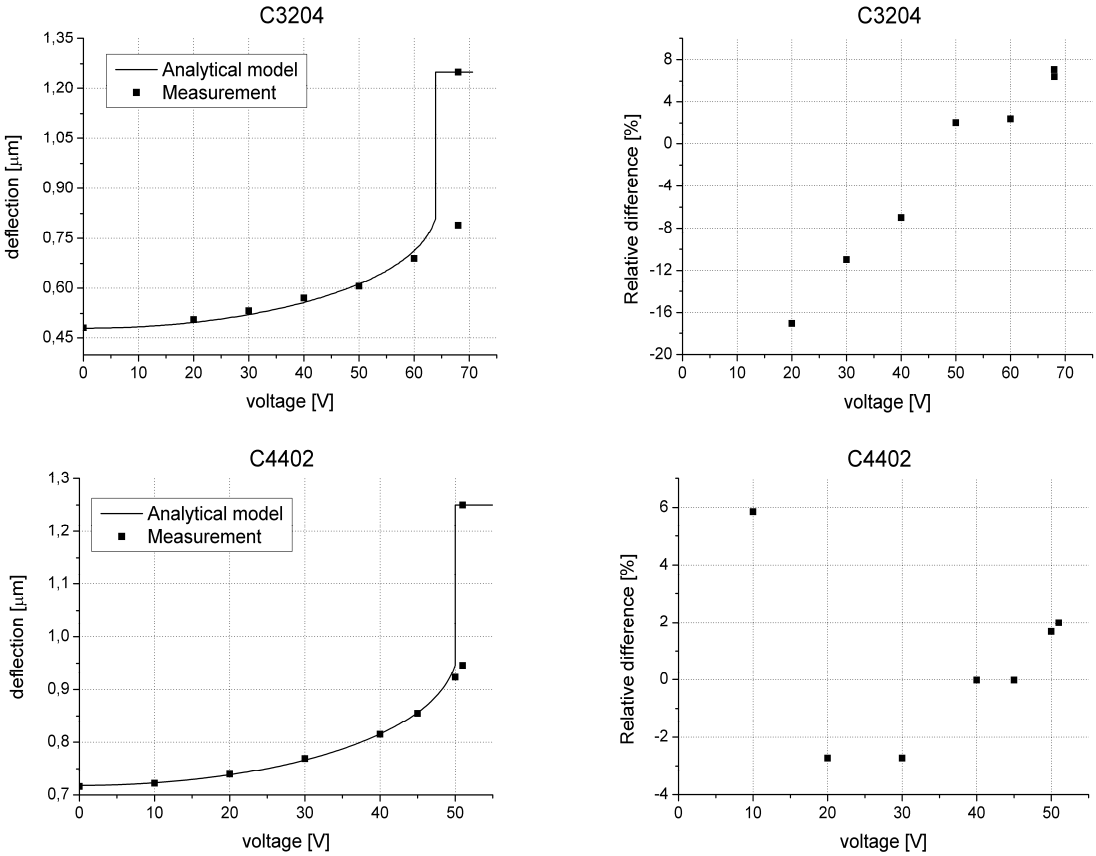 C3204
1,35
1,20
1,05
0,90
0,75
0,60
0,45
deflection [μm]
Analytical model
Measurement
0 10 20 30 40 50 60 70
voltage [V]
C3204
8
4
0
-4
-8
-12
-16
-20
Relative difference [%]
0 10 20 30 40 50 60 70
voltage [V]
C4402
1,3
1,2
1,1
1,0
0,9
0,8
0,7
deflection [μm]
Analytical model
Measurement
0 10 20 30 40 50
voltage [V]
C4402
6
4
2
0
-2
-4
Relative difference [%]
0 10 20 30 40 50
voltage [V]